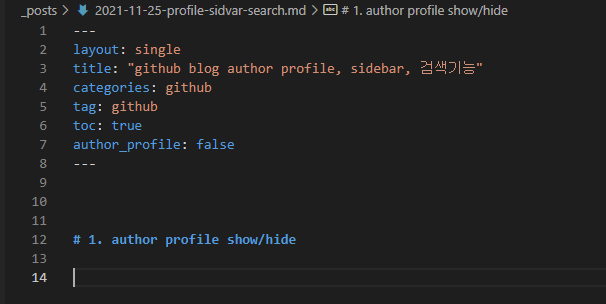 _posts > 2021-11-25-profile-sidvar-search.md > # 1. author profile show/hide
1 ---
2 layout: single
3 title: "github blog author profile, sidebar, 검색기능"
4 categories: github
5 tag: github
6 toc: true
7 author_profile: false
8 ---
9
10
11
12 # 1. author profile show/hide
13
14